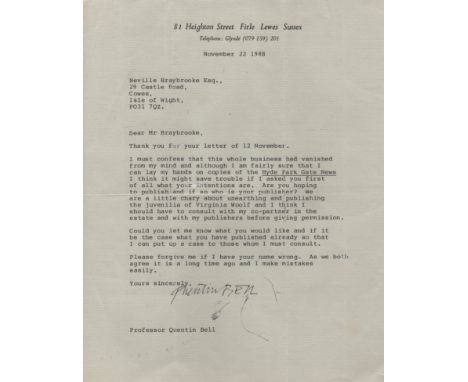 81 Heighton Street Firle Lewes Sussex
Telephone: Glynde (079 159) 201
November 22 1988
Neville Braybrooke Esq.,
29 Castle Road,
Cowes,
Isle of Wight,
PO31 7QZ.
Dear Mr Braybrooke,
Thank you for your letter of 12 November.
I must confess that this whole business had vanished
from my mind and although I am fairly sure that I
can lay my hands on copies of the Hyde Park Gate News
I think it might save trouble if I asked you first
of all what your intentions are. Are you hoping
to publish and if so who is your publisher? We
are a little chary about unearthing and publishing
the juvenilia of Virginia Woolf and I think I
should have to consult with my co-partner in the
estate and with my publishers before giving permission.
Could you let me know what you would like and if it
be the case what you have published already so that
I can put up a case to those whom I must consult.
Please forgive me if I have your name wrong. As we both
agree it is a long time ago and I make mistakes
easily.
Yours sincerely
Quentin Bell
Professor Quentin Bell